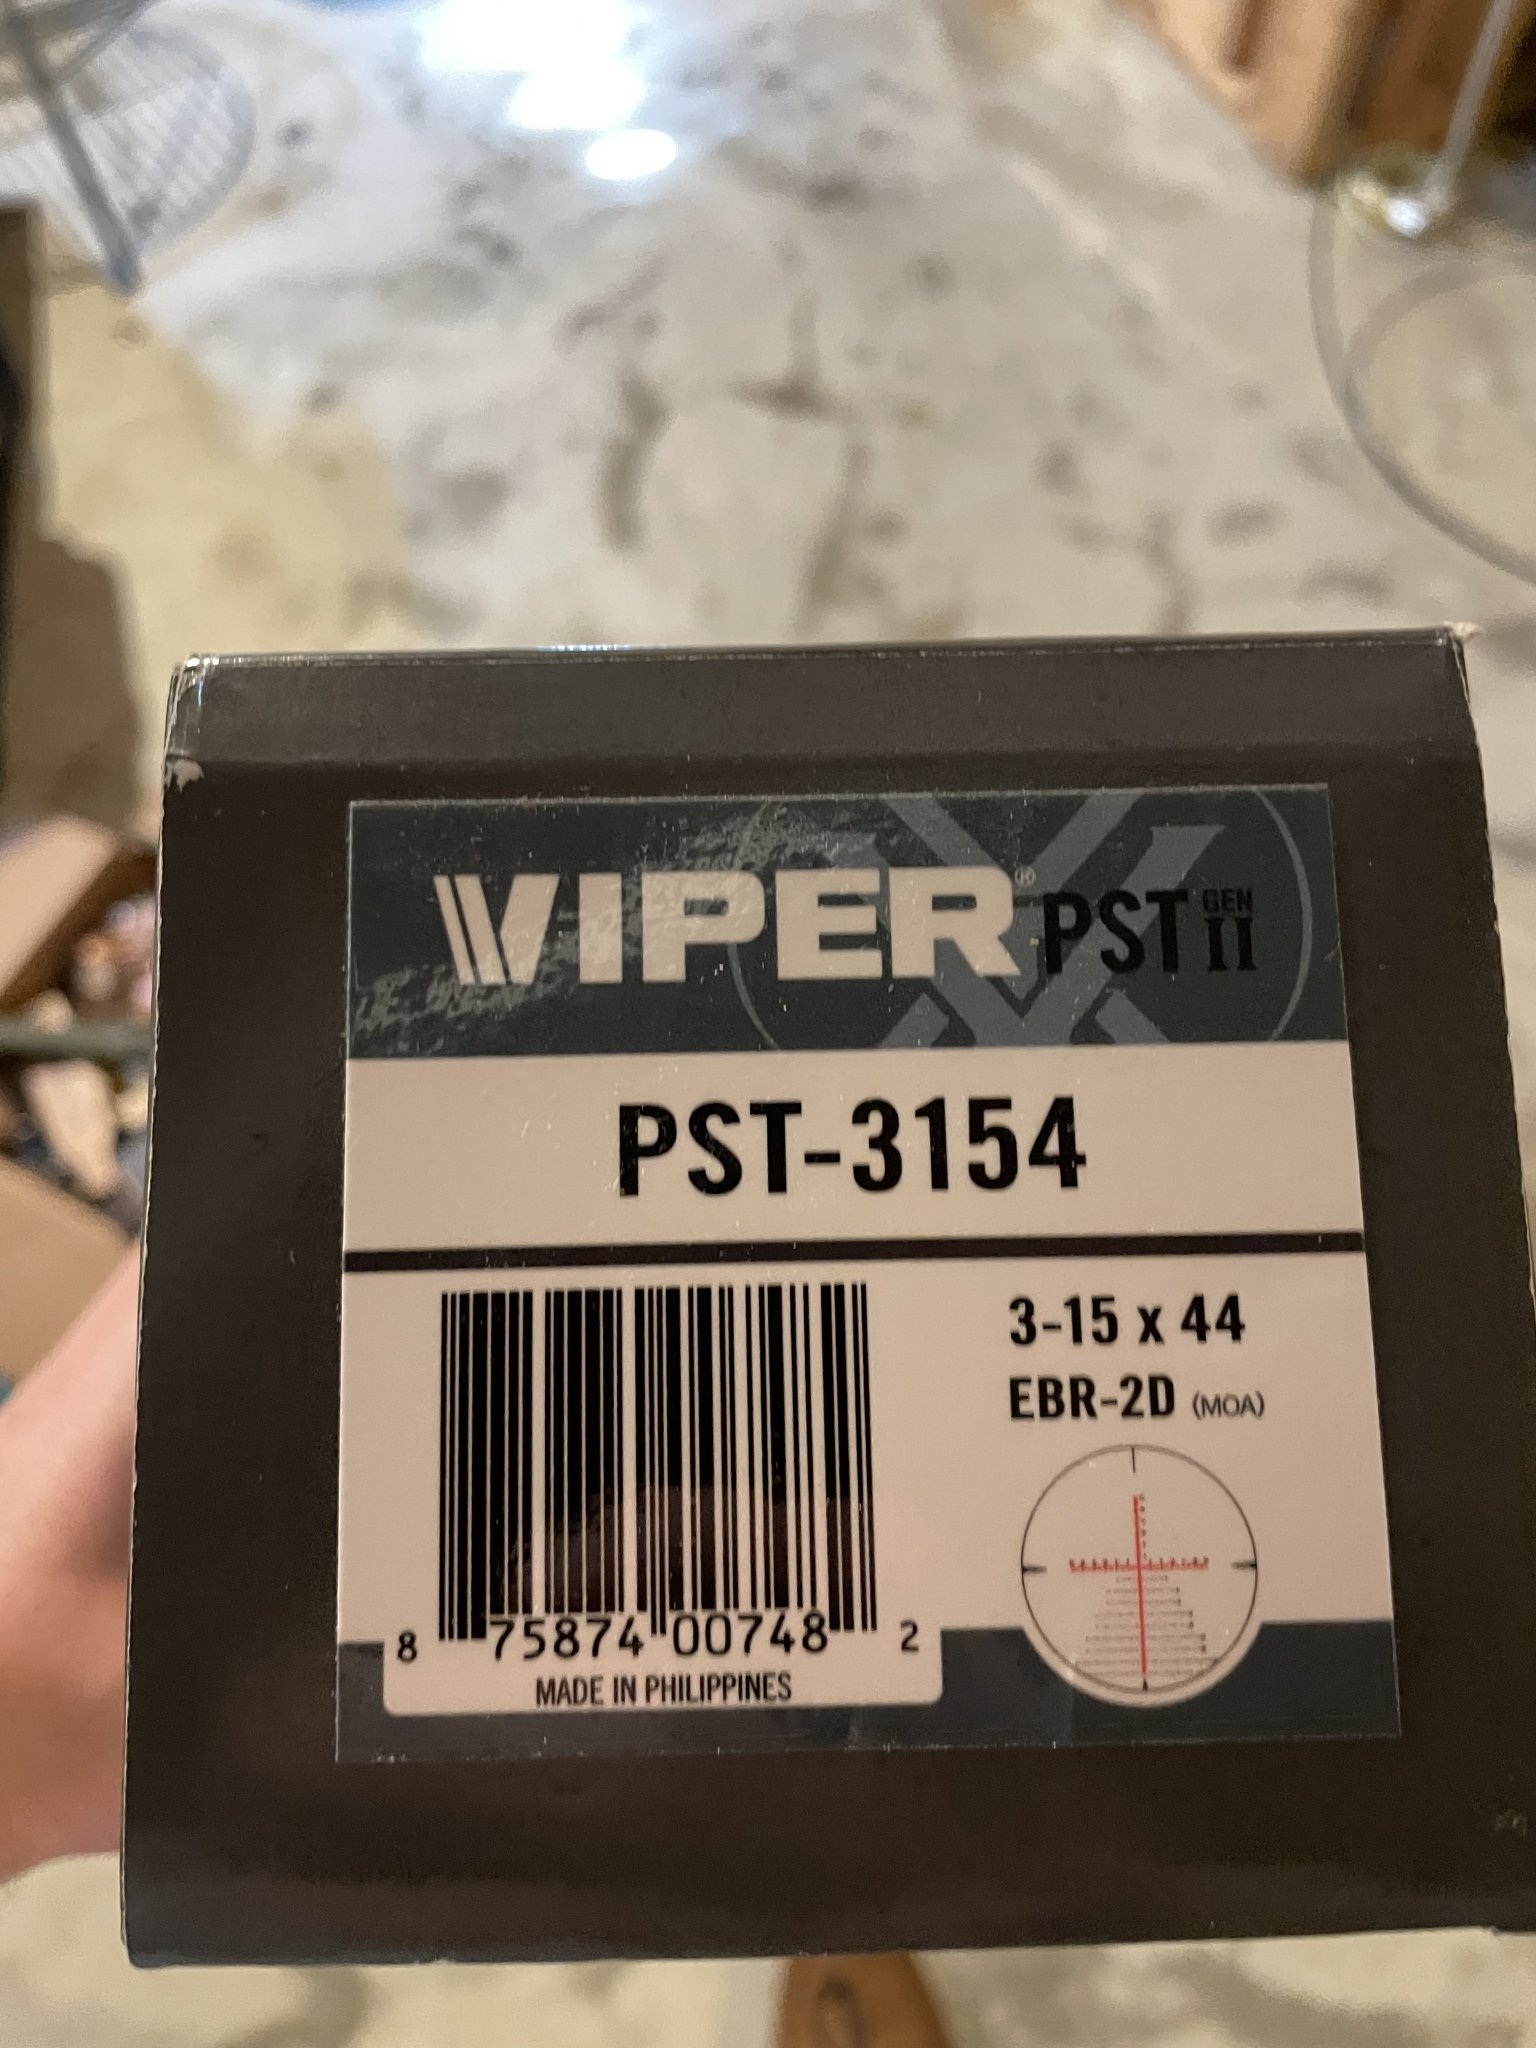 VIPER® PST GEN II
PST-3154
3-15 x 44
EBR-2D (MOA)
8 75874 00748 2
MADE IN PHILIPPINES